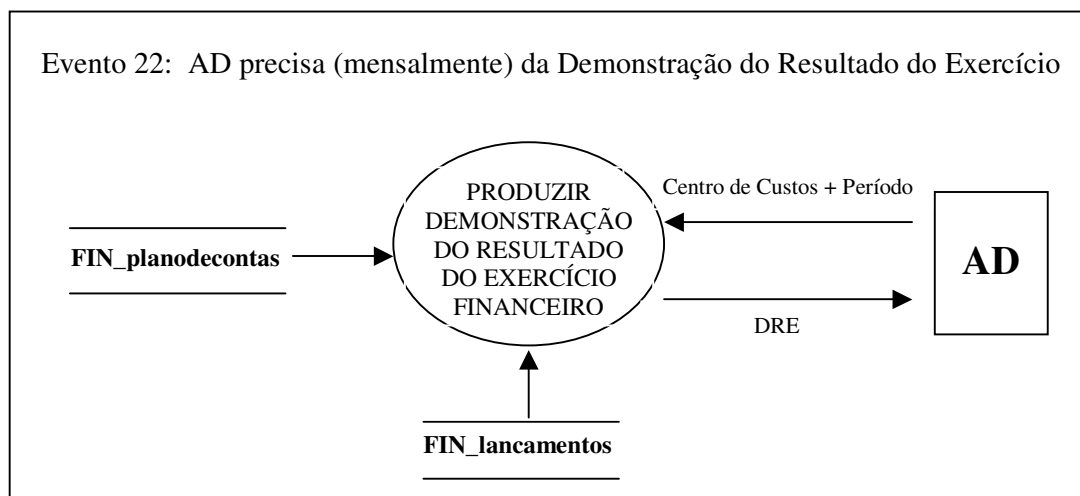 Evento 22: AD precisa (mensalmente) da Demonstração do Resultado do Exercício
PRODUZIR
DEMONSTRAÇÃO
DO RESULTADO
DO EXERCÍCIO
FINANCEIRO
Centro de Custos + Período
AD
DRE
FIN_planodecontas
FIN_lancamentos